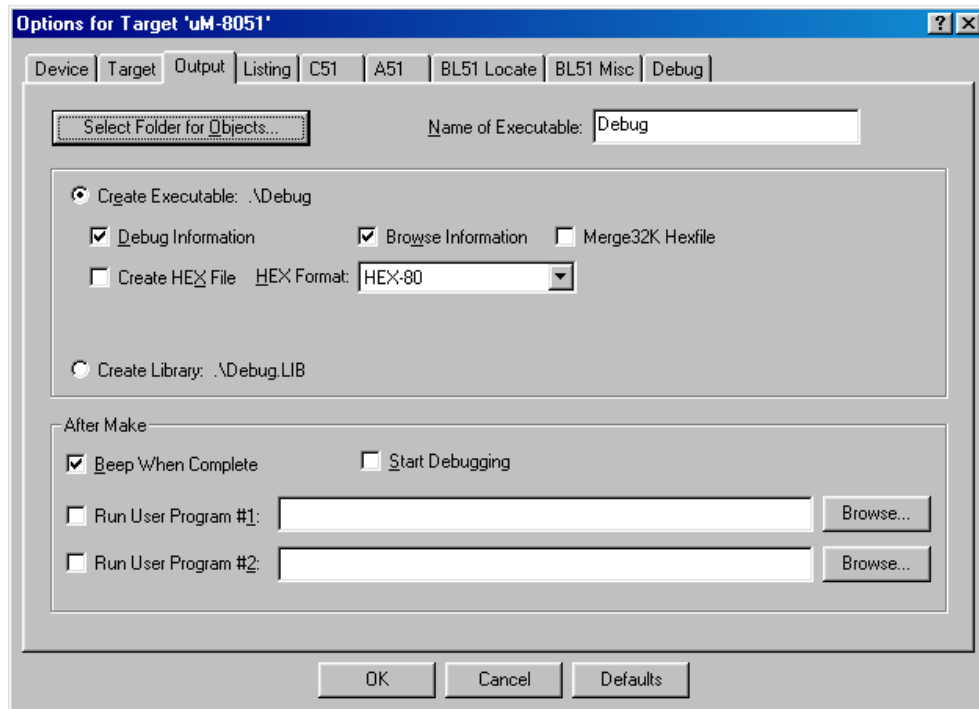 Options for Target 'uM-8051'
Device Target Output Listing C51 A51 BL51 Locate BL51 Misc Debug
Select Folder for Objects... Name of Executable: Debug
Create Executable: .\Debug
Debug Information Browse Information Merge32K Hexfile
Create HEX File HEX Format: HEX-80
Create Library: .\Debug.LIB
After Make
Beep When Complete Start Debugging
Run User Program #1: Browse...
Run User Program #2: Browse...
OK Cancel Defaults